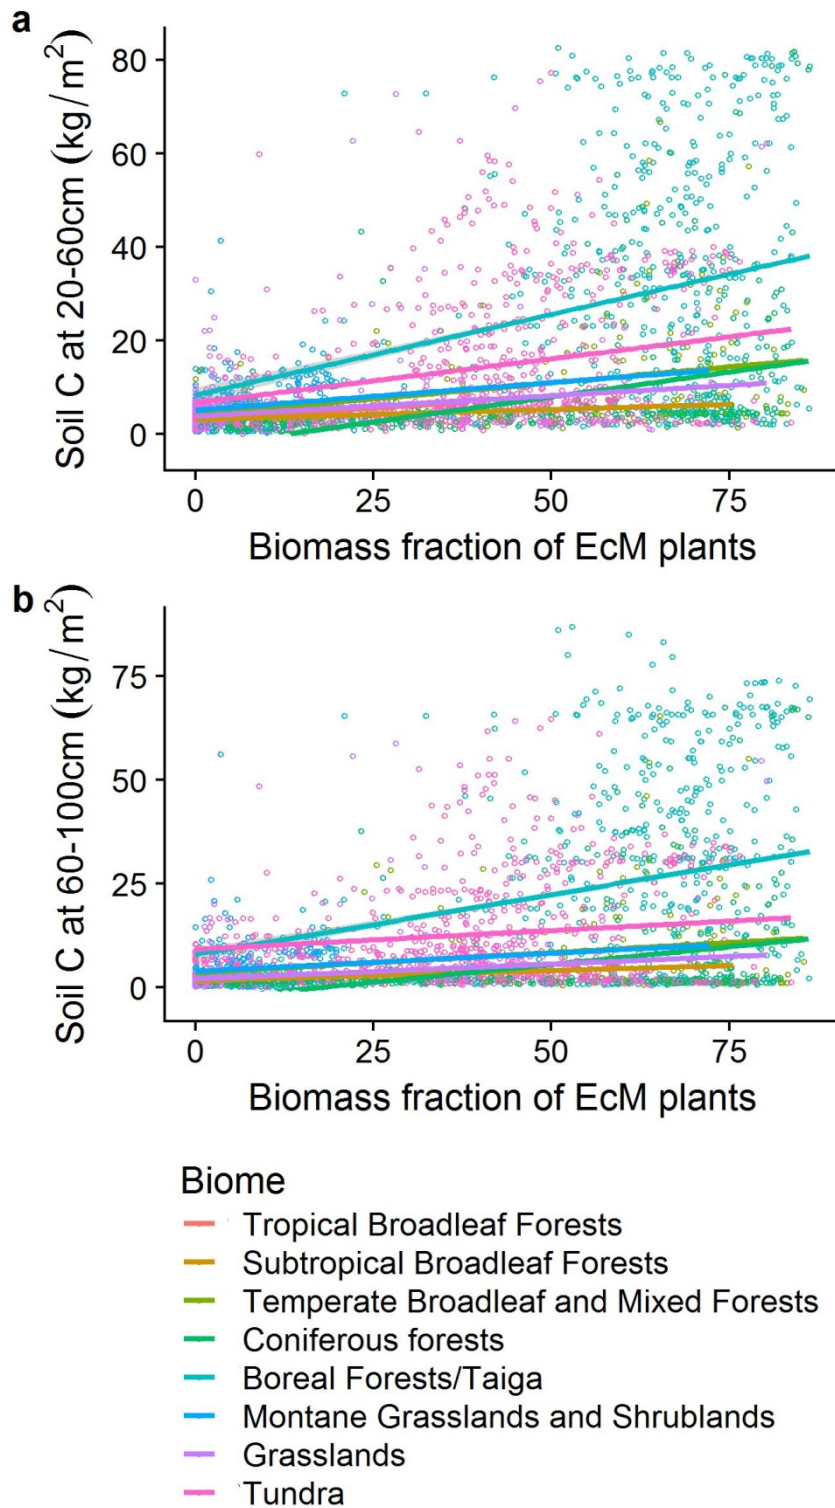 a
Soil C at 20-60cm (kg/m²)
80
60
40
20
0
0 25 50 75
Biomass fraction of EcM plants
b
Soil C at 60-100cm (kg/m²)
75
50
25
0
0 25 50 75
Biomass fraction of EcM plants
Biome
Tropical Broadleaf Forests
Subtropical Broadleaf Forests
Temperate Broadleaf and Mixed Forests
Coniferous forests
Boreal Forests/Taiga
Montane Grasslands and Shrublands
Grasslands
Tundra